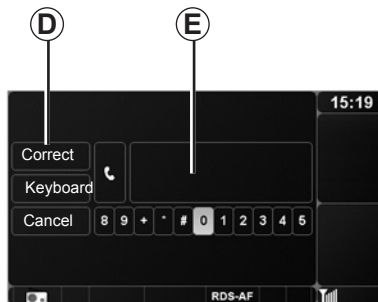 D E
15:19
Correct
Keyboard
Cancel 8 9 + * # 0 1 2 3 4 5
RDS-AF